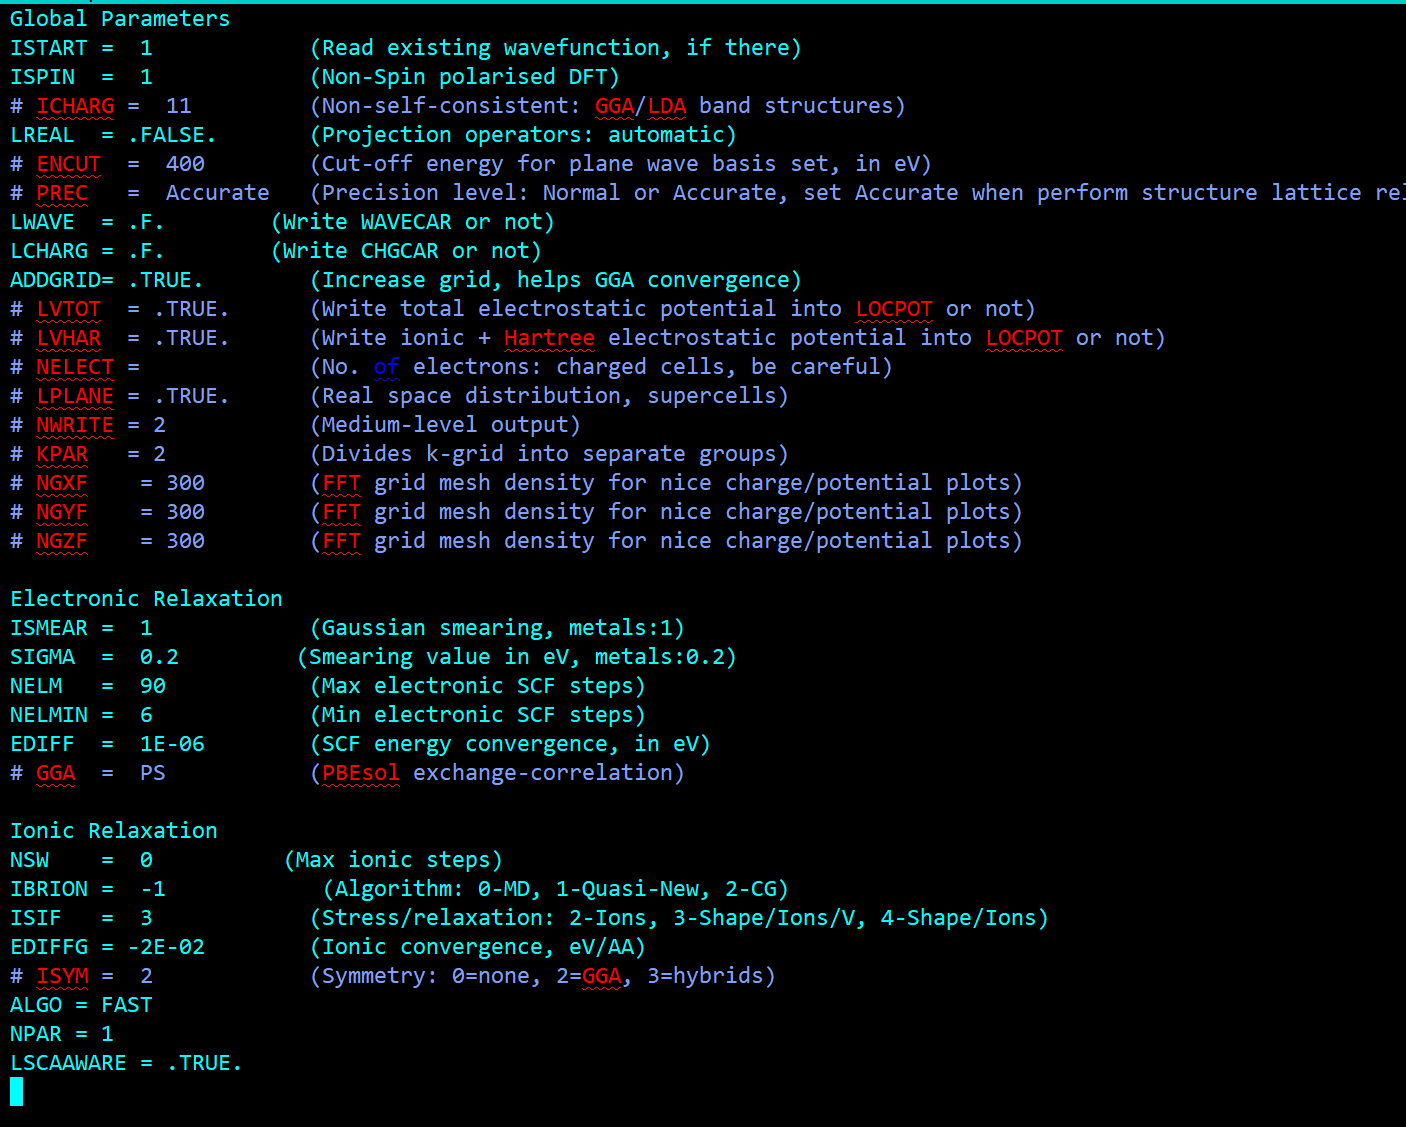 Global Parameters
ISTART =  1            (Read existing wavefunction, if there)
ISPIN  =  1            (Non-Spin polarised DFT)
# ICHARG =  11         (Non-self-consistent: GGA/LDA band structures)
LREAL  = .FALSE.       (Projection operators: automatic)
# ENCUT  =  400        (Cut-off energy for plane wave basis set, in eV)
# PREC   =  Accurate   (Precision level: Normal or Accurate, set Accurate when perform structure lattice rel
LWAVE  = .F.        (Write WAVECAR or not)
LCHARG = .F.        (Write CHGCAR or not)
ADDGRID= .TRUE.        (Increase grid, helps GGA convergence)
# LVTOT  = .TRUE.      (Write total electrostatic potential into LOCPOT or not)
# LVHAR  = .TRUE.      (Write ionic + Hartree electrostatic potential into LOCPOT or not)
# NELECT =             (No. of electrons: charged cells, be careful)
# LPLANE = .TRUE.      (Real space distribution, supercells)
# NWRITE = 2           (Medium-level output)
# KPAR   = 2           (Divides k-grid into separate groups)
# NGXF    = 300        (FFT grid mesh density for nice charge/potential plots)
# NGYF    = 300        (FFT grid mesh density for nice charge/potential plots)
# NGZF    = 300        (FFT grid mesh density for nice charge/potential plots)

Electronic Relaxation
ISMEAR =  1            (Gaussian smearing, metals:1)
SIGMA  =  0.2         (Smearing value in eV, metals:0.2)
NELM   =  90           (Max electronic SCF steps)
NELMIN =  6            (Min electronic SCF steps)
EDIFF  =  1E-06        (SCF energy convergence, in eV)
# GGA  =  PS           (PBEsol exchange-correlation)

Ionic Relaxation
NSW    =  0          (Max ionic steps)
IBRION =  -1            (Algorithm: 0-MD, 1-Quasi-New, 2-CG)
ISIF   =  3            (Stress/relaxation: 2-Ions, 3-Shape/Ions/V, 4-Shape/Ions)
EDIFFG = -2E-02        (Ionic convergence, eV/AA)
# ISYM =  2            (Symmetry: 0=none, 2=GGA, 3=hybrids)
ALGO = FAST
NPAR = 1
LSCAAWARE = .TRUE.